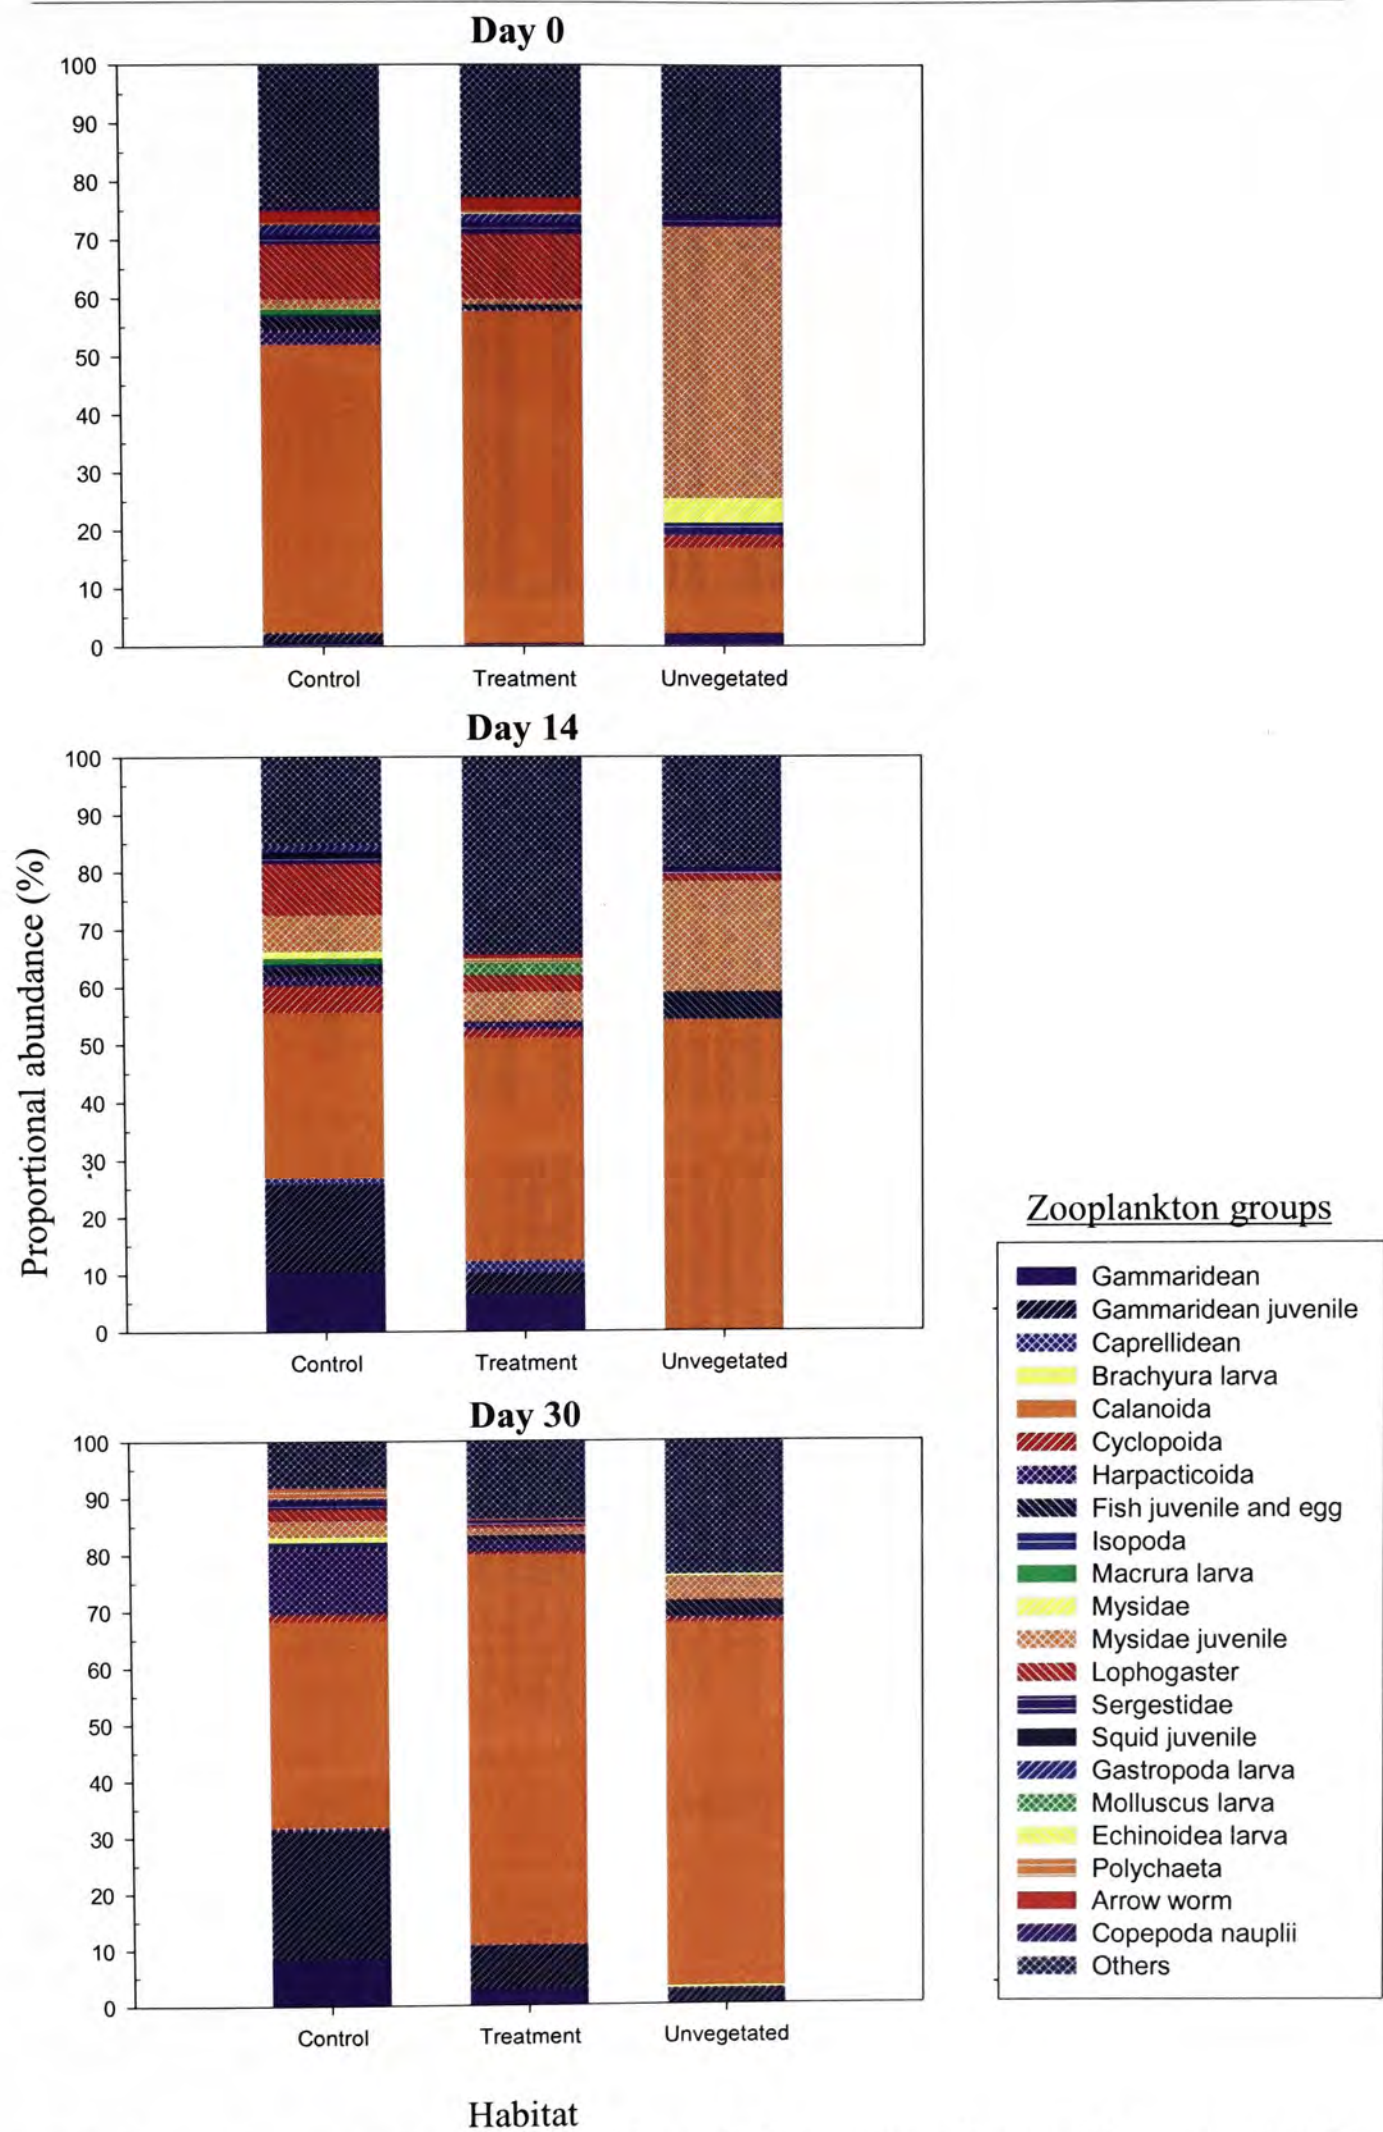 Day 0
100
90
80
70
60
50
40
30
20
10
0
Control Treatment Unvegetated
Day 14
100
90
80
70
60
50
40
30
20
10
0
Control Treatment Unvegetated
Day 30
100
90
80
70
60
50
40
30
20
10
0
Control Treatment Unvegetated
Proportional abundance (%)
Habitat
Zooplankton groups
Gammaridean
Gammaridean juvenile
Caprellidean
Brachyura larva
Calanoida
Cyclopoida
Harpacticoida
Fish juvenile and egg
Isopoda
Macrura larva
Mysidae
Mysidae juvenile
Lophogaster
Sergestidae
Squid juvenile
Gastropoda larva
Molluscus larva
Echinoidea larva
Polychaeta
Arrow worm
Copepoda nauplii
Others